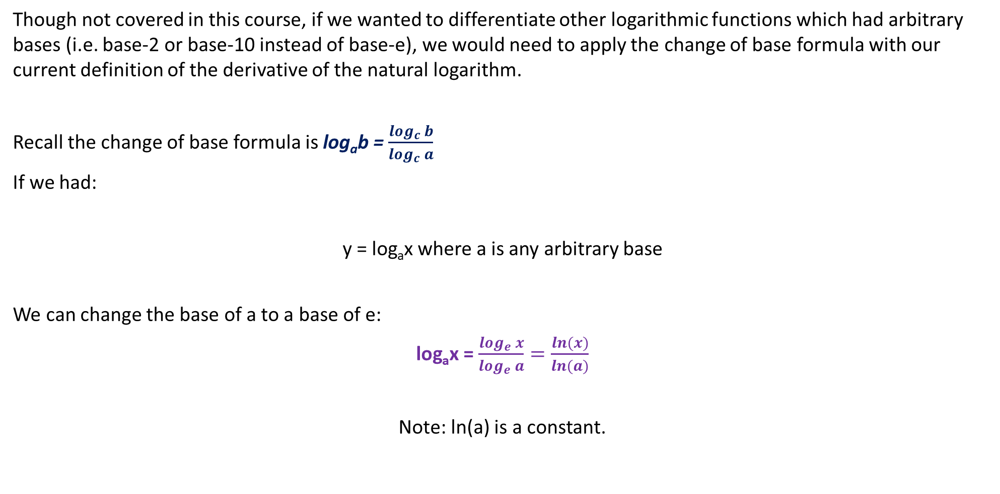 Though not covered in this course, if we wanted to differentiate other logarithmic functions which had arbitrary
bases (i.e. base-2 or base-10 instead of base-e), we would need to apply the change of base formula with our
current definition of the derivative of the natural logarithm.
Recall the change of base formula is logₐb = \frac{log_c b}{log_c a}
If we had:
y = logₐx where a is any arbitrary base
We can change the base of a to a base of e:
logₐx = \frac{log_e x}{log_e a} = \frac{ln(x)}{ln(a)}
Note: ln(a) is a constant.